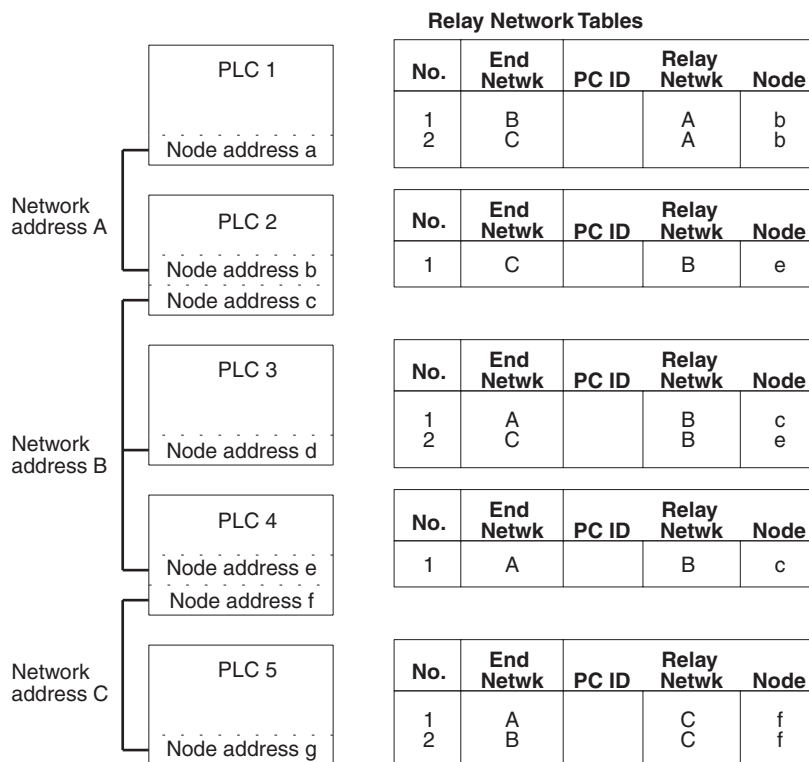 Relay Network Tables
PLC 1
Node address a
No. End Netwk PC ID Relay Netwk Node
1 B A b
2 C A b
Network address A
PLC 2
Node address b
Node address c
No. End Netwk PC ID Relay Netwk Node
1 C B e
PLC 3
Node address d
No. End Netwk PC ID Relay Netwk Node
1 A B c
2 C B e
Network address B
PLC 4
Node address e
Node address f
No. End Netwk PC ID Relay Netwk Node
1 A B c
Network address C
PLC 5
Node address g
No. End Netwk PC ID Relay Netwk Node
1 A C f
2 B C f